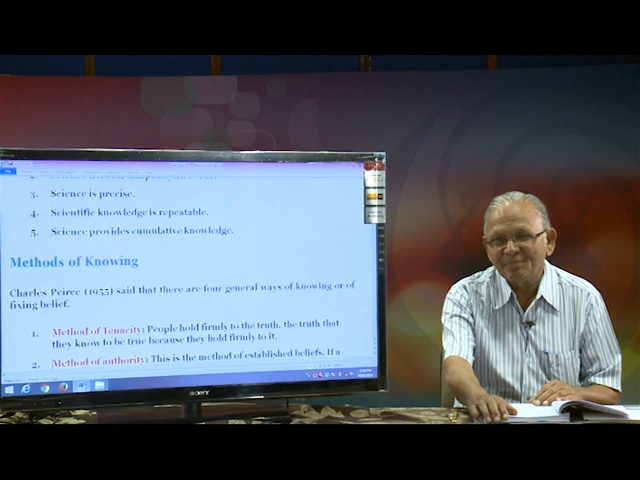 3. Science is precise.
4. Scientific knowledge is repeatable.
5. Science provides cumulative knowledge.
Methods of Knowing
Charles Peirce (1955) said that there are four general ways of knowing or of
fixing belief.
1. Method of Tenacity: People hold firmly to the truth, the truth that
they know to be true because they hold firmly to it.
2. Method of authority: This is the method of established beliefs. If a
SONY